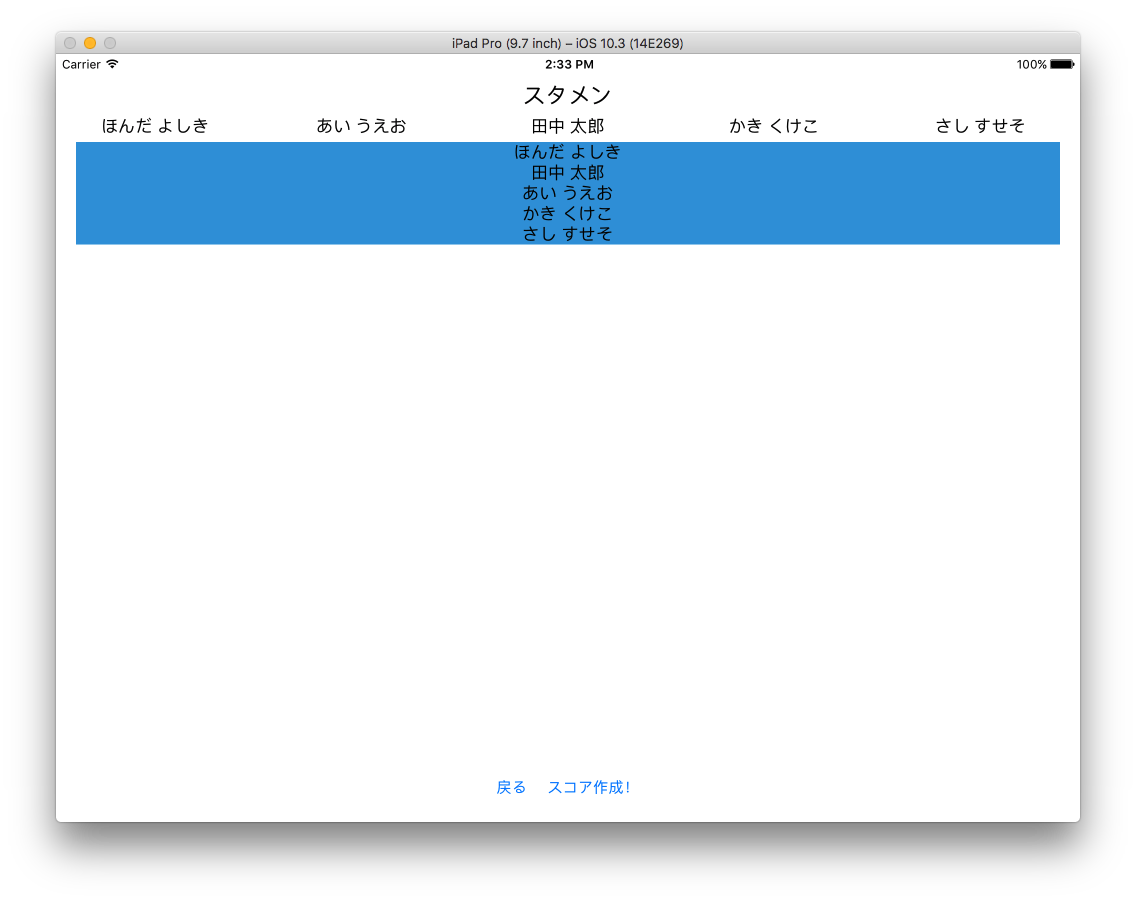 iPad Pro (9.7 inch) – iOS 10.3 (14E269)
Carrier 2:33 PM 100%
スタメン
ほんだ よしき あい うえお 田中 太郎 かき くけこ さし すせそ
ほんだ よしき
田中 太郎
あい うえお
かき くけこ
さし すせそ
戻る スコア作成!